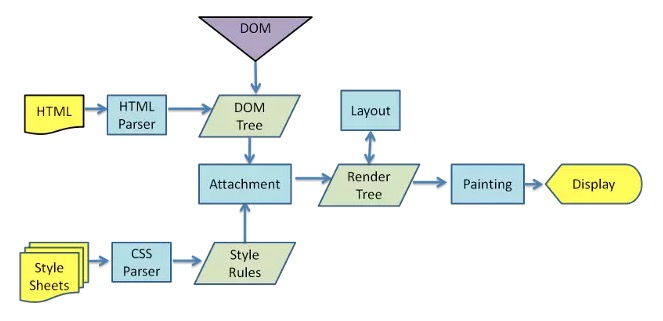 DOM
HTML
HTML
Parser
DOM
Tree
Layout
Attachment
Render
Tree
Painting
Display
Style
Sheets
CSS
Parser
Style
Rules